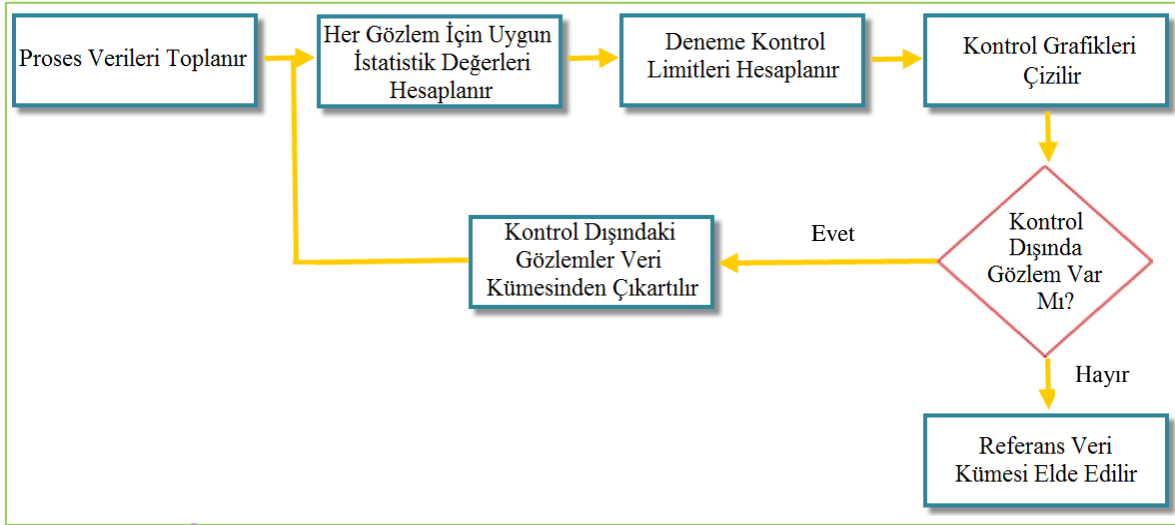 Proses Verileri Toplanır
Her Gözlem İçin Uygun
İstatistik Değerleri
Hesaplanır
Deneme Kontrol
Limitleri Hesaplanır
Kontrol Grafikleri
Çizilir
Kontrol
Dışında
Gözlem Var
Mı?
Evet
Kontrol Dışındaki
Gözlemler Veri
Kümesinden Çıkartılır
Hayır
Referans Veri
Kümesi Elde Edilir